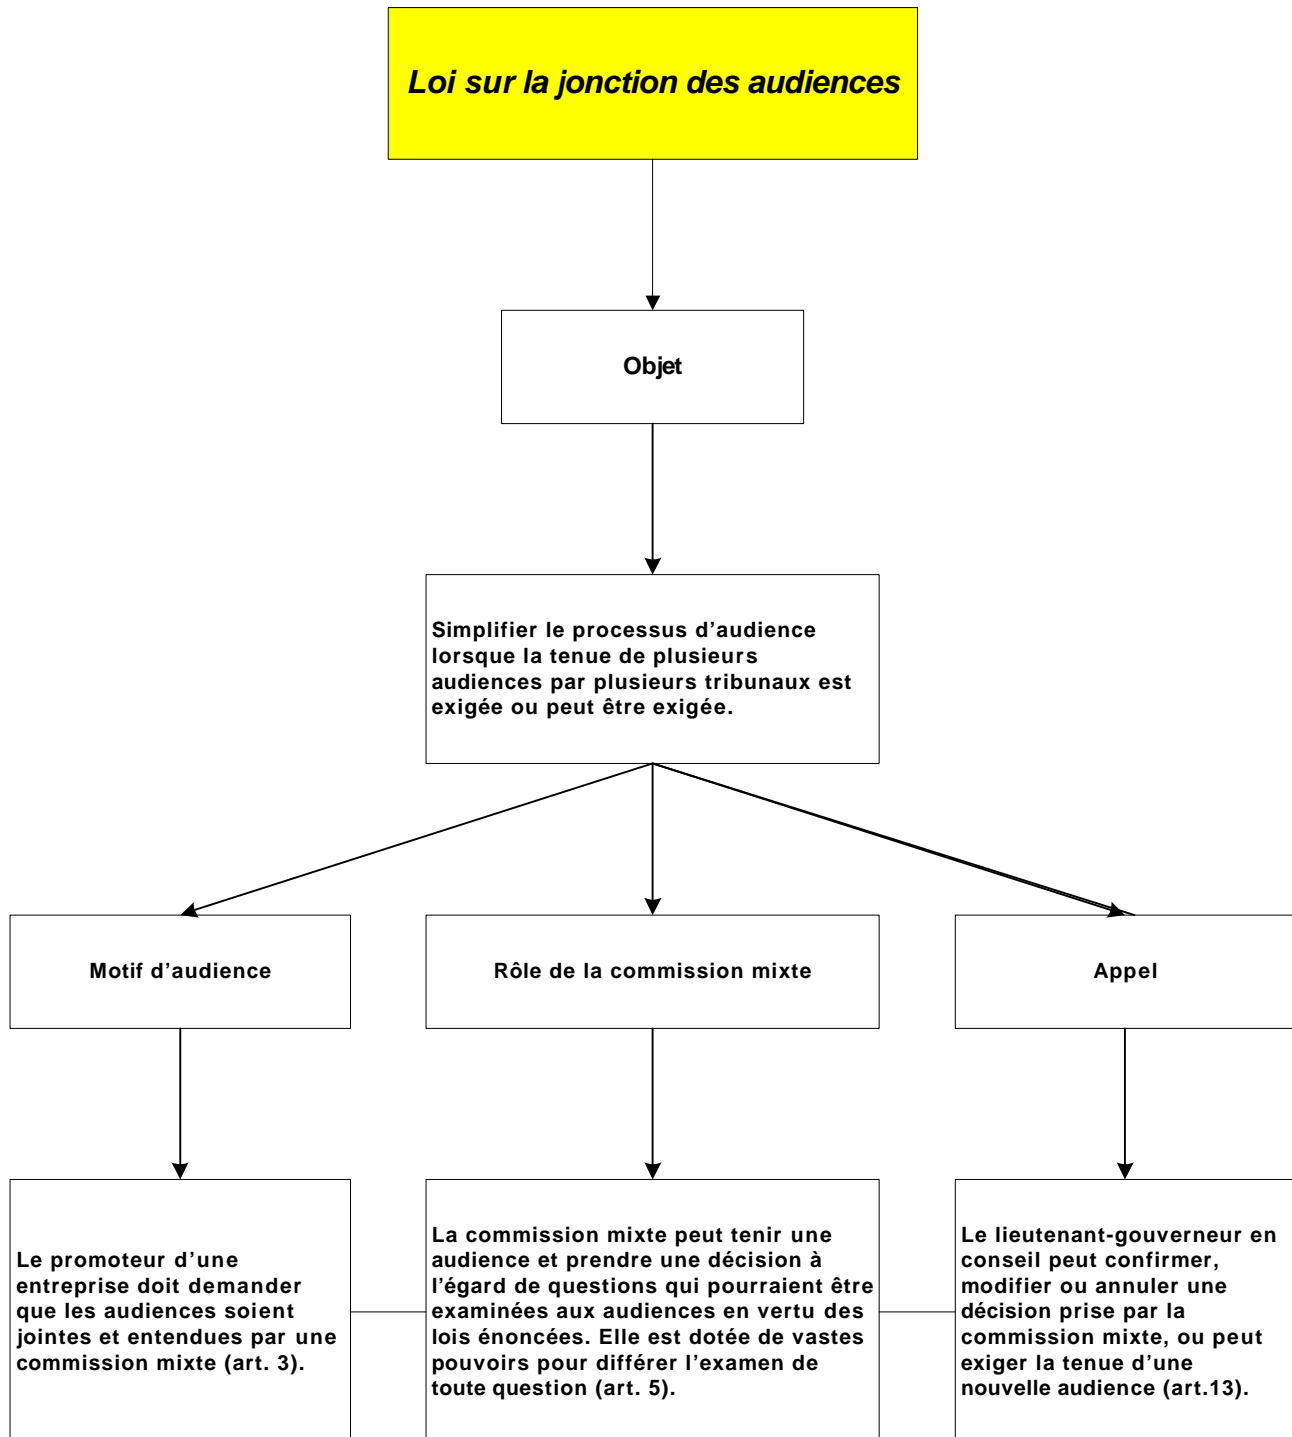 Loi sur la jonction des audiences
Objet
Simplifier le processus d’audience
lorsque la tenue de plusieurs
audiences par plusieurs tribunaux est
exigée ou peut être exigée.
Motif d’audience
Rôle de la commission mixte
Appel
Le promoteur d’une
entreprise doit demander
que les audiences soient
jointes et entendues par une
commission mixte (art. 3).
La commission mixte peut tenir une
audience et prendre une décision à
l’égard de questions qui pourraient être
examinées aux audiences en vertu des
lois énoncées. Elle est dotée de vastes
pouvoirs pour différer l’examen de
toute question (art. 5).
Le lieutenant-gouverneur en
conseil peut confirmer,
modifier ou annuler une
décision prise par la
commission mixte, ou peut
exiger la tenue d’une
nouvelle audience (art.13).